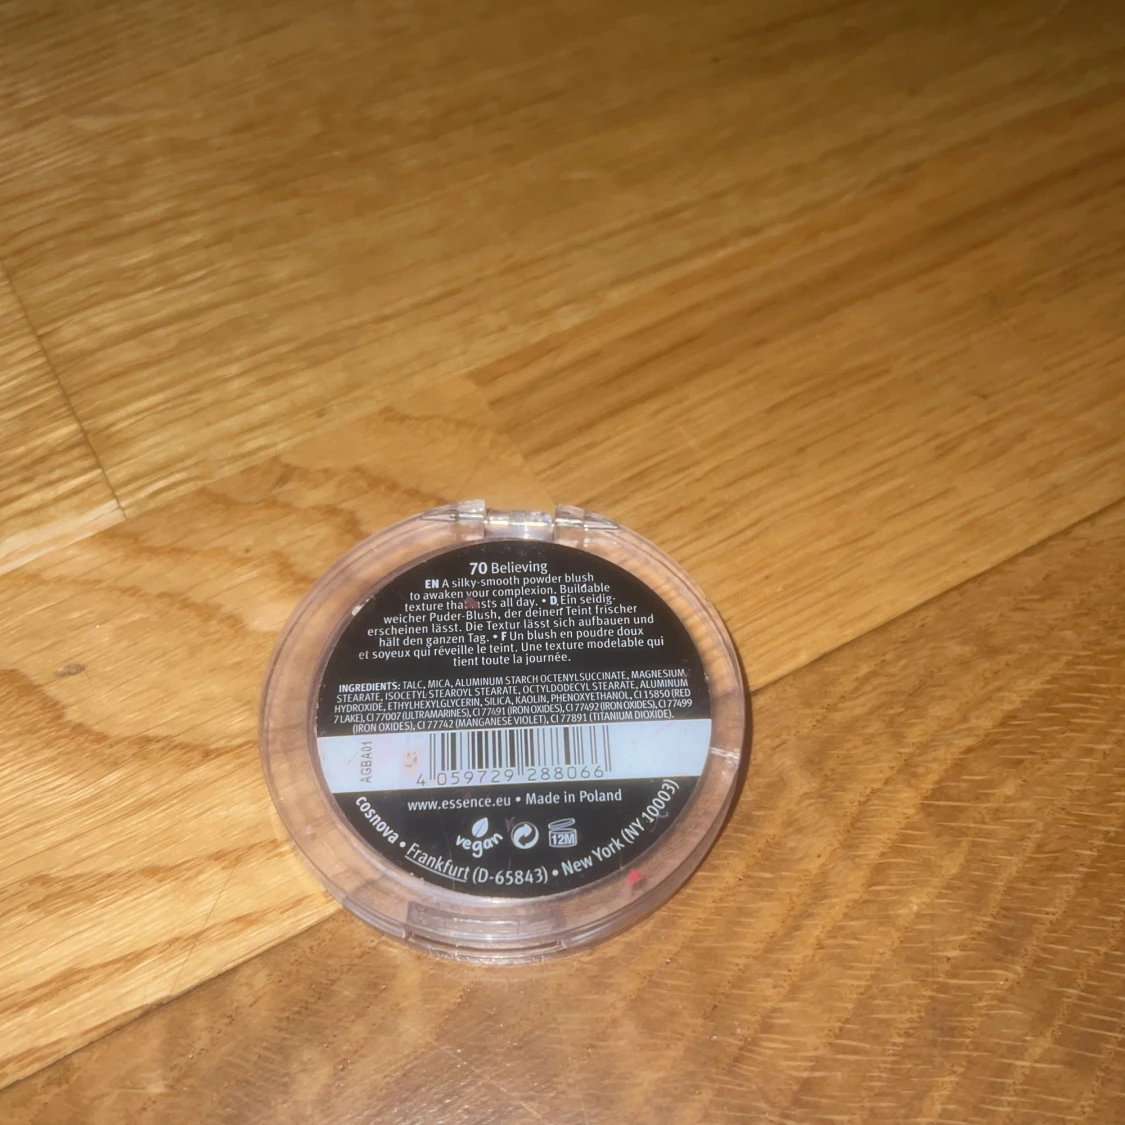 70 Believing
EN A silky-smooth powder blush
to awaken your complexion. Buildable
texture that lasts all day. • D Ein seidig-
weicher Puder-Blush, der deinen Teint frischer
erscheinen lässt. Die Textur lässt sich aufbauen und
hält den ganzen Tag. • F Un blush en poudre doux
et soyeux qui réveille le teint. Une texture modelable qui
tient toute la journée.
INGREDIENTS: TALC, MICA, ALUMINUM STARCH OCTENYLSUCCINATE, MAGNESIUM
STEARATE, ISOCETYL STEAROYL STEARATE, OCTYLDODECYL STEARATE, ALUMINUM
HYDROXIDE, ETHYLHEXYLGLYCERIN, SILICA, KAOLIN, PHENOXYETHANOL, CI 15850 (RED
7 LAKE), CI 77007 (ULTRAMARINES), CI 77491 (IRON OXIDES), CI 77492 (IRON OXIDES), CI 77499
(IRON OXIDES), CI 77742 (MANGANESE VIOLET), CI 77891 (TITANIUM DIOXIDE).
AGBA01
4 059729 288066
www.essence.eu • Made in Poland
vegan
12M
cosnova • Frankfurt (D-65843) • New York (NY 10003)